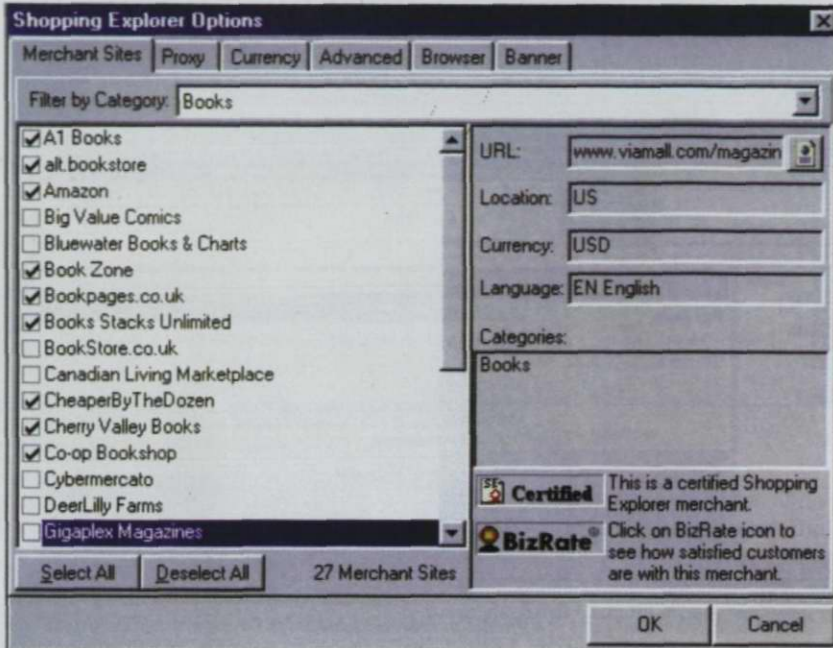 Shopping Explorer Options
Merchant Sites Proxy Currency Advanced Browser Banner
Filter by Category: Books
A1 Books
alt.bookstore
Amazon
Big Value Comics
Bluewater Books & Charts
Book Zone
Bookpages.co.uk
Books Stacks Unlimited
BookStore.co.uk
Canadian Living Marketplace
CheaperByTheDozen
Cherry Valley Books
Co-op Bookshop
Cybermercato
DeerLilly Farms
Gigaplex Magazines
Select All Deselect All 27 Merchant Sites
URL: www.viamall.com/magazin
Location: US
Currency: USD
Language: EN English
Categories:
Books
SE Certified This is a certified Shopping
Explorer merchant.
BizRate® Click on BizRate icon to
see how satisfied customers
are with this merchant.
OK Cancel